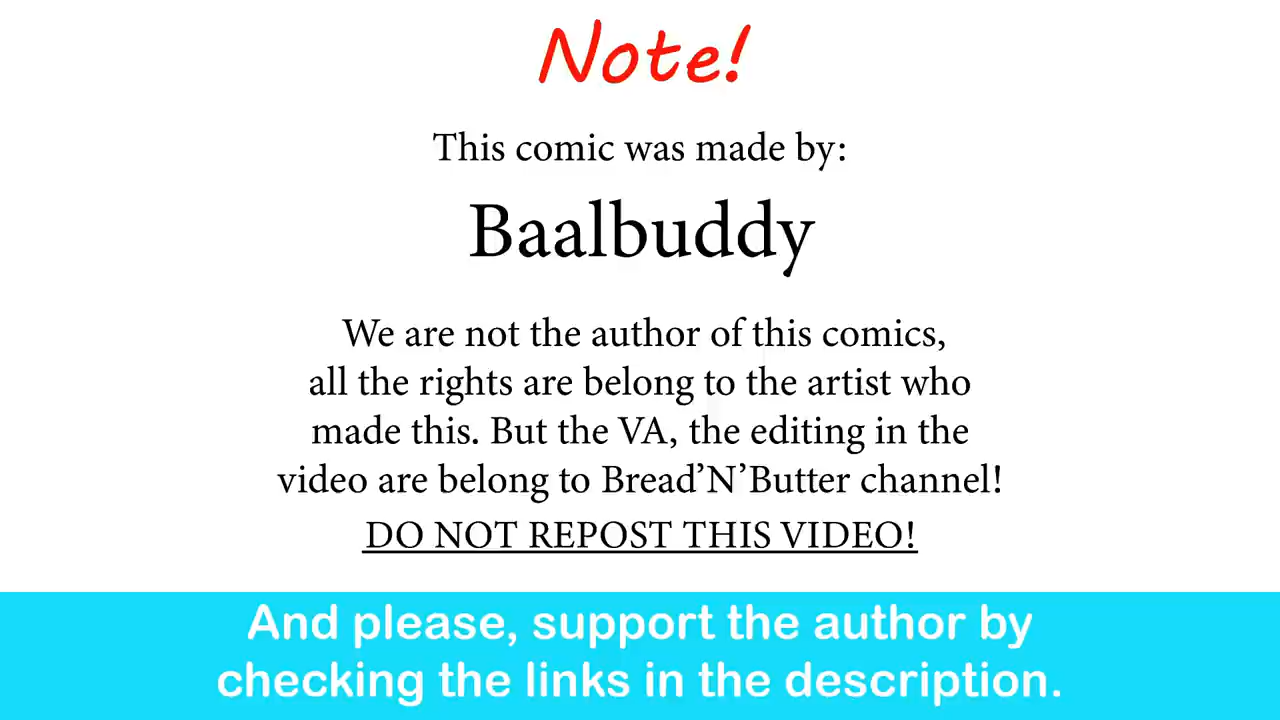 Note!
This comic was made by:
Baalbuddy
We are not the author of this comics,
all the rights are belong to the artist who
made this. But the VA, the editing in the
video are belong to Bread’N’Butter channel!
DO NOT REPOST THIS VIDEO!
And please, support the author by
checking the links in the description.